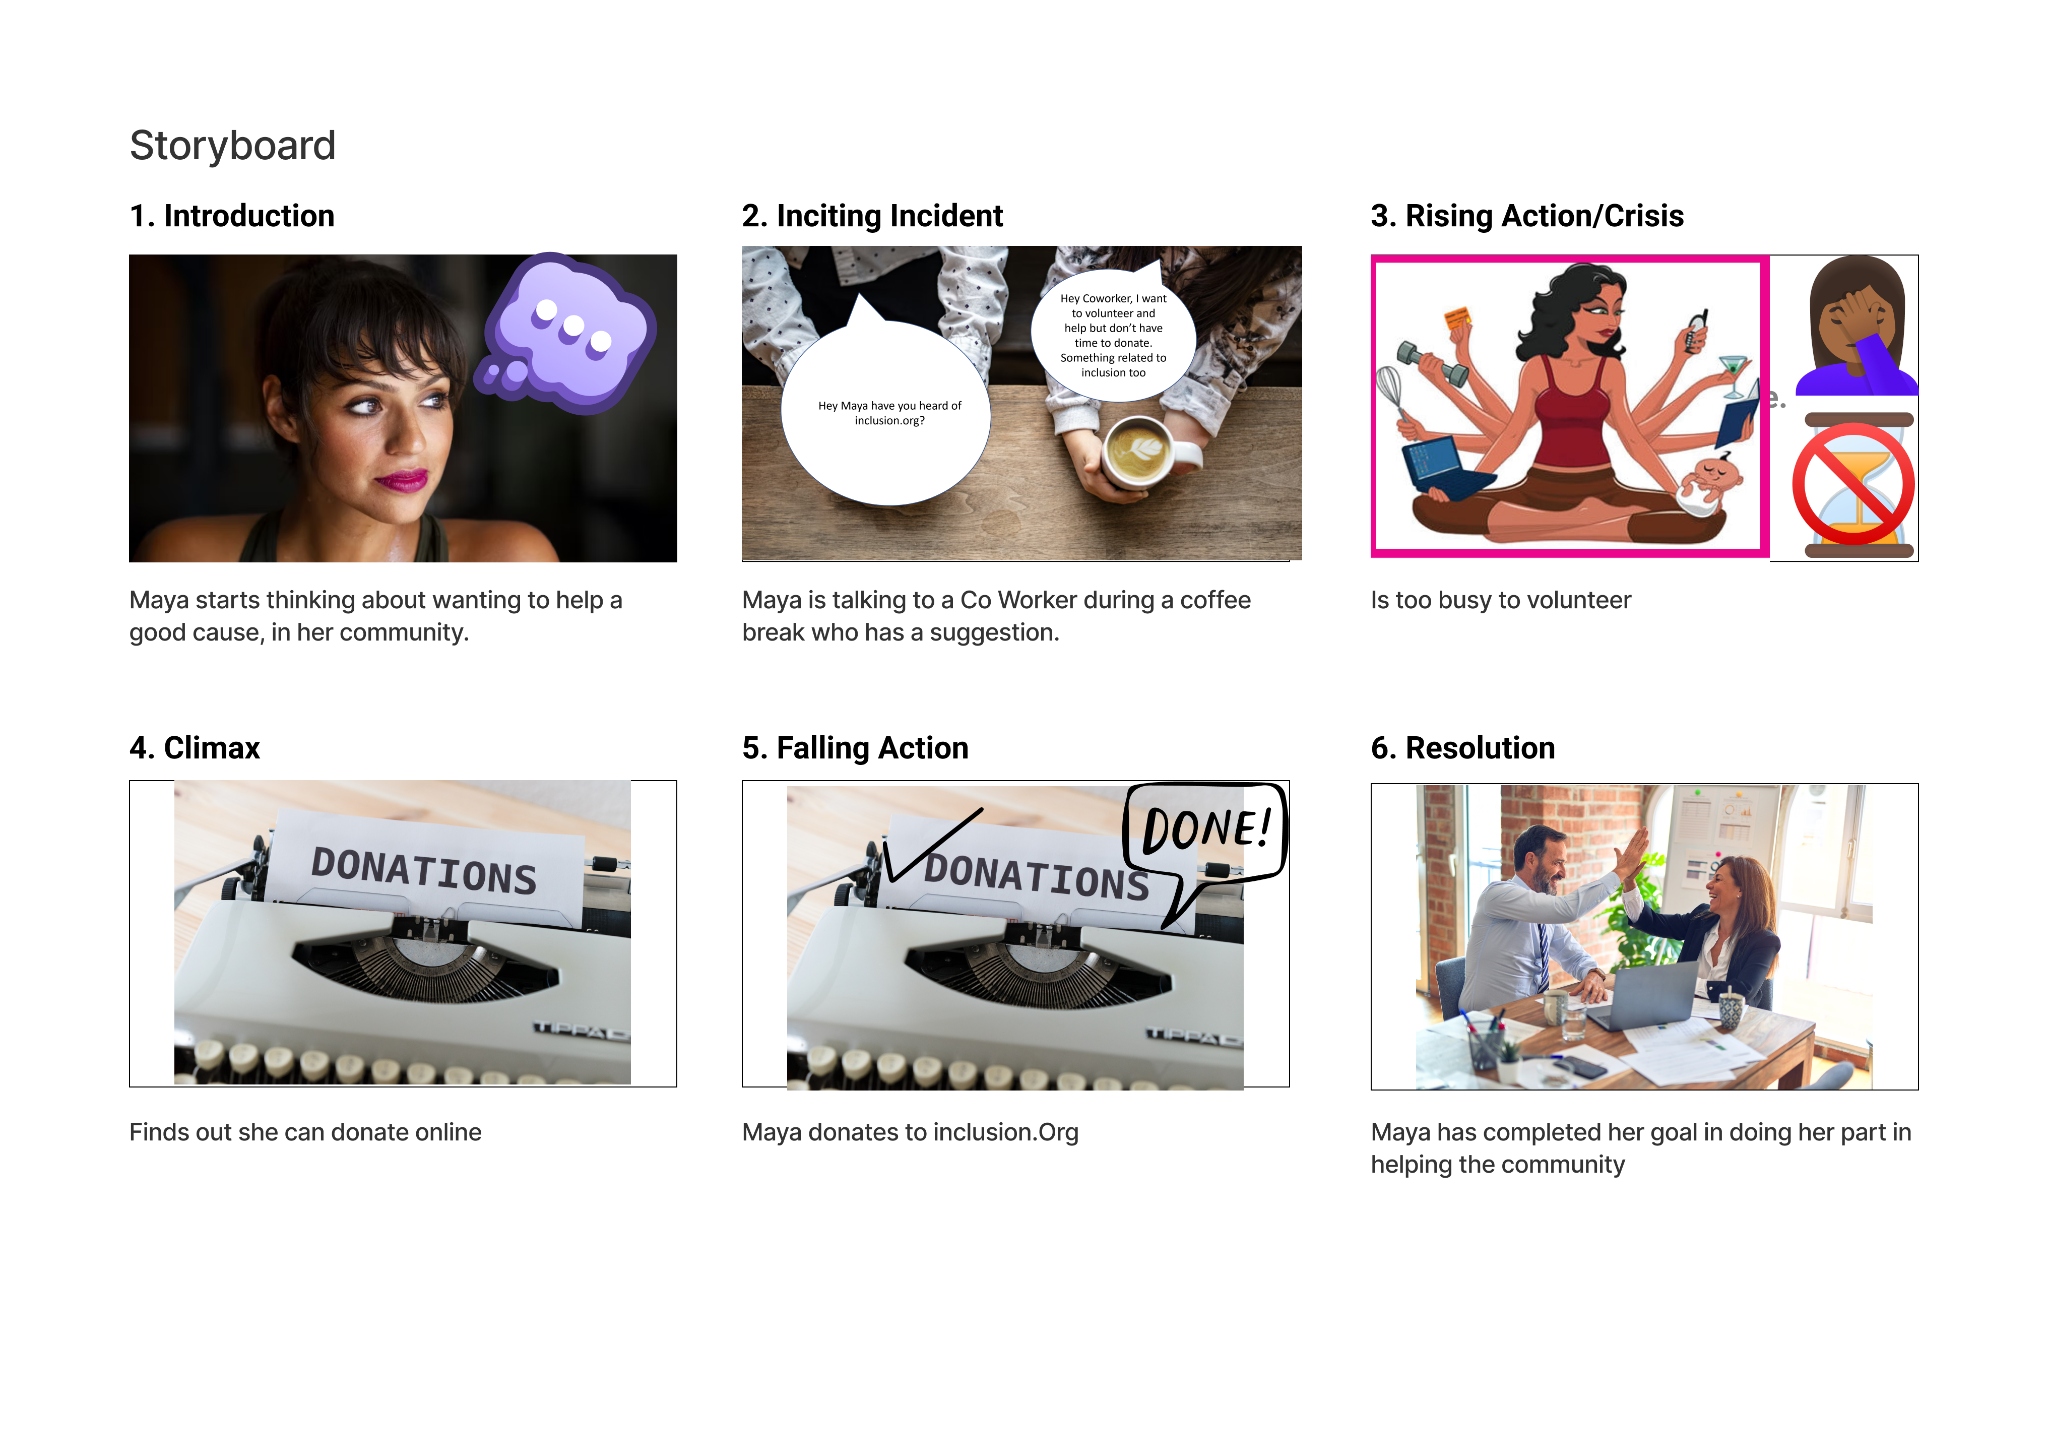 Storyboard
1. Introduction
Maya starts thinking about wanting to help a
good cause, in her community.
2. Inciting Incident
Hey Coworker, I want
to volunteer and
help but don't have
time to donate.
Something related to
inclusion too
Hey Maya have you heard of
inclusion.org?
Maya is talking to a Co Worker during a coffee
break who has a suggestion.
3. Rising Action/Crisis
e.
Is too busy to volunteer
4. Climax
DONATIONS
Finds out she can donate online
5. Falling Action
DONE!
DONATIONS
Maya donates to inclusion.Org
6. Resolution
Maya has completed her goal in doing her part in
helping the community